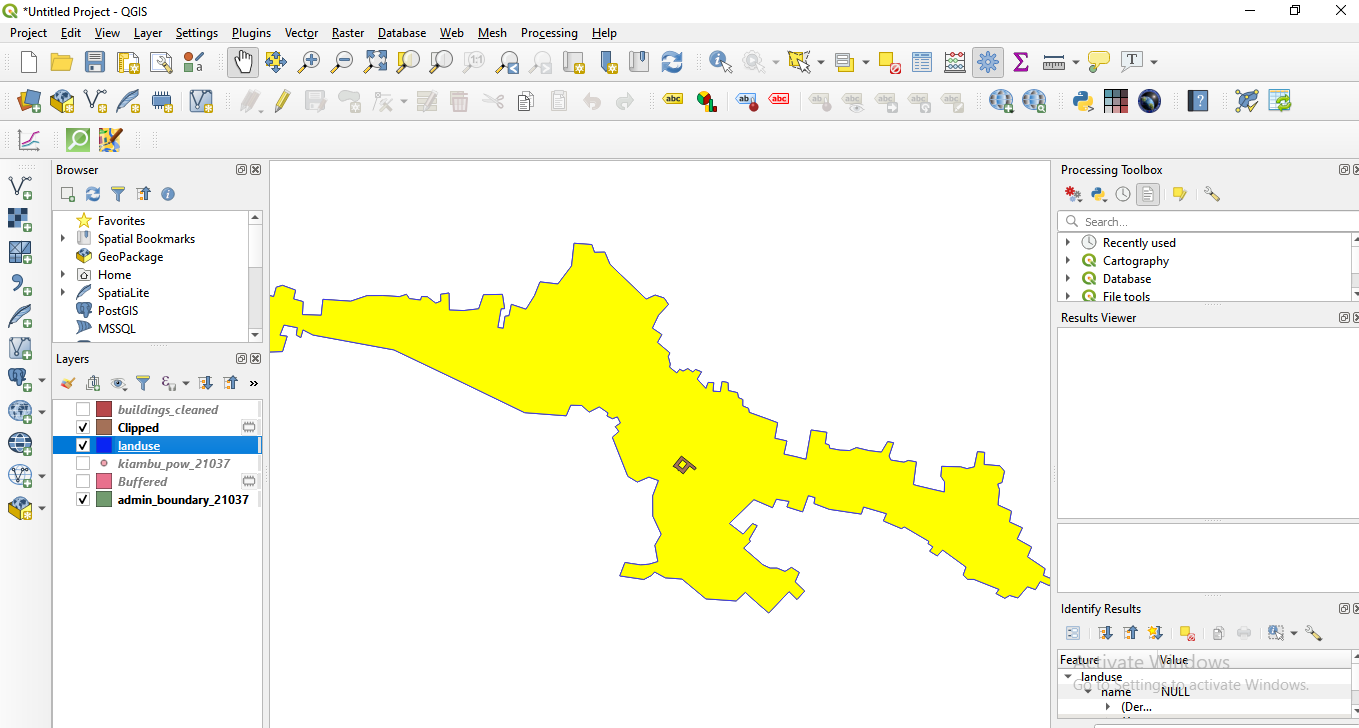 *Untitled Project - QGIS
Project Edit View Layer Settings Plugins Vector Raster Database Web Mesh Processing Help
Browser
Favorites
Spatial Bookmarks
GeoPackage
Home
SpatiaLite
PostGIS
MSSQL
Layers
buildings_cleaned
Clipped
landuse
kiambu_pow_21037
Buffered
admin_boundary_21037
Processing Toolbox
Search...
Recently used
Cartography
Database
File tools
Results Viewer
Identify Results
Feature Value
landuse
name NULL
(Der...
Activate Windows
Go to Settings to activate Windows.